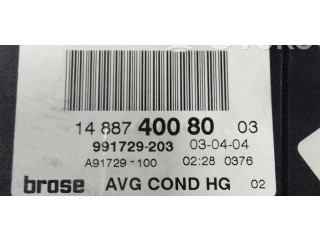 14 887 400 80 03
991729-203 03-04-04
A91729-100 02:28 0376
brose AVG COND HG 02